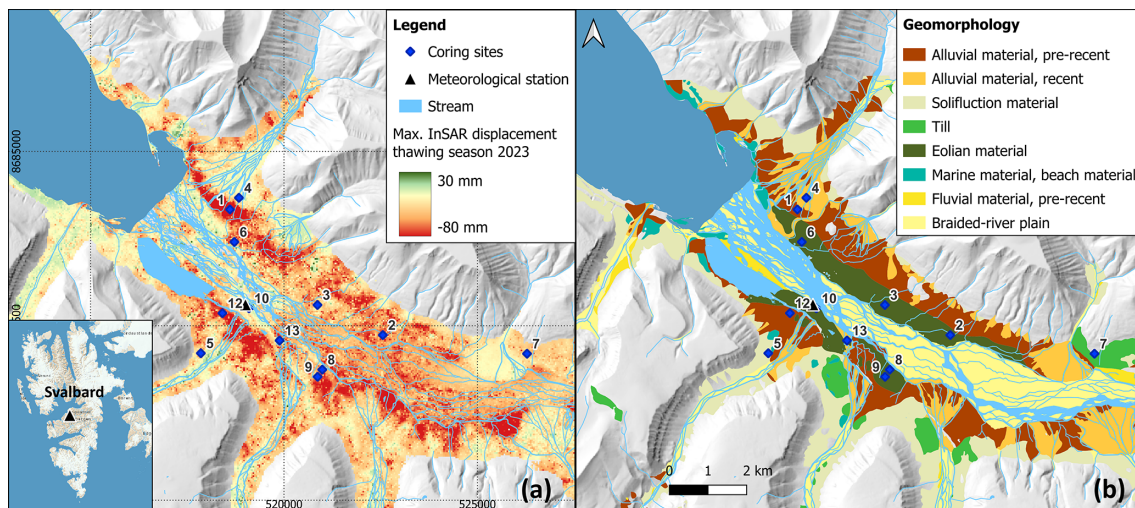 Legend
Coring sites
Meteorological station
Stream
Max. InSAR displacement
thawing season 2023
30 mm
-80 mm
8685000
1
4
6
3
2
10
12
13
5
8
9
7
Svalbard
520000
525000
(a)
Geomorphology
Alluvial material, pre-recent
Alluvial material, recent
Solifluction material
Till
Eolian material
Marine material, beach material
Fluvial material, pre-recent
Braided-river plain
1
4
6
3
2
10
12
13
5
8
9
7
0 1 2 km
(b)